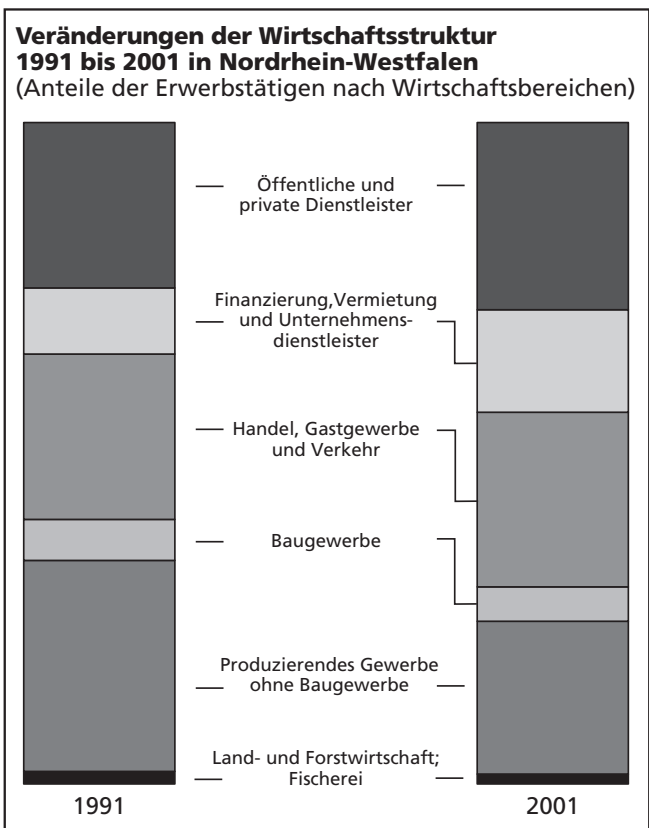 Veränderungen der Wirtschaftsstruktur
1991 bis 2001 in Nordrhein-Westfalen
(Anteile der Erwerbstätigen nach Wirtschaftsbereichen)
Öffentliche und
private Dienstleister
Finanzierung,Vermietung
und Unternehmens-
dienstleister
Handel, Gastgewerbe
und Verkehr
Baugewerbe
Produzierendes Gewerbe
ohne Baugewerbe
Land- und Forstwirtschaft;
Fischerei
1991
2001